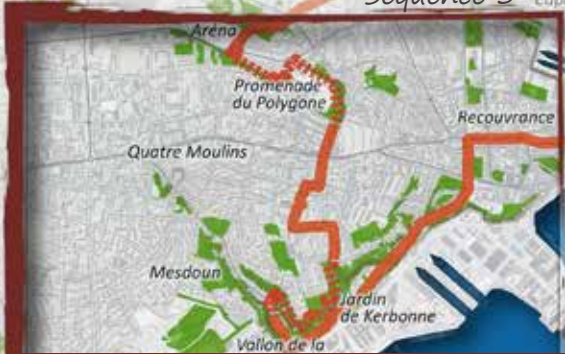 Séquence 3
Aréna
Promenade
du Polygone
Recouvrance
Quatre Moulins
Mesdoun
Jardin
de Kerbonne
Vallon de la